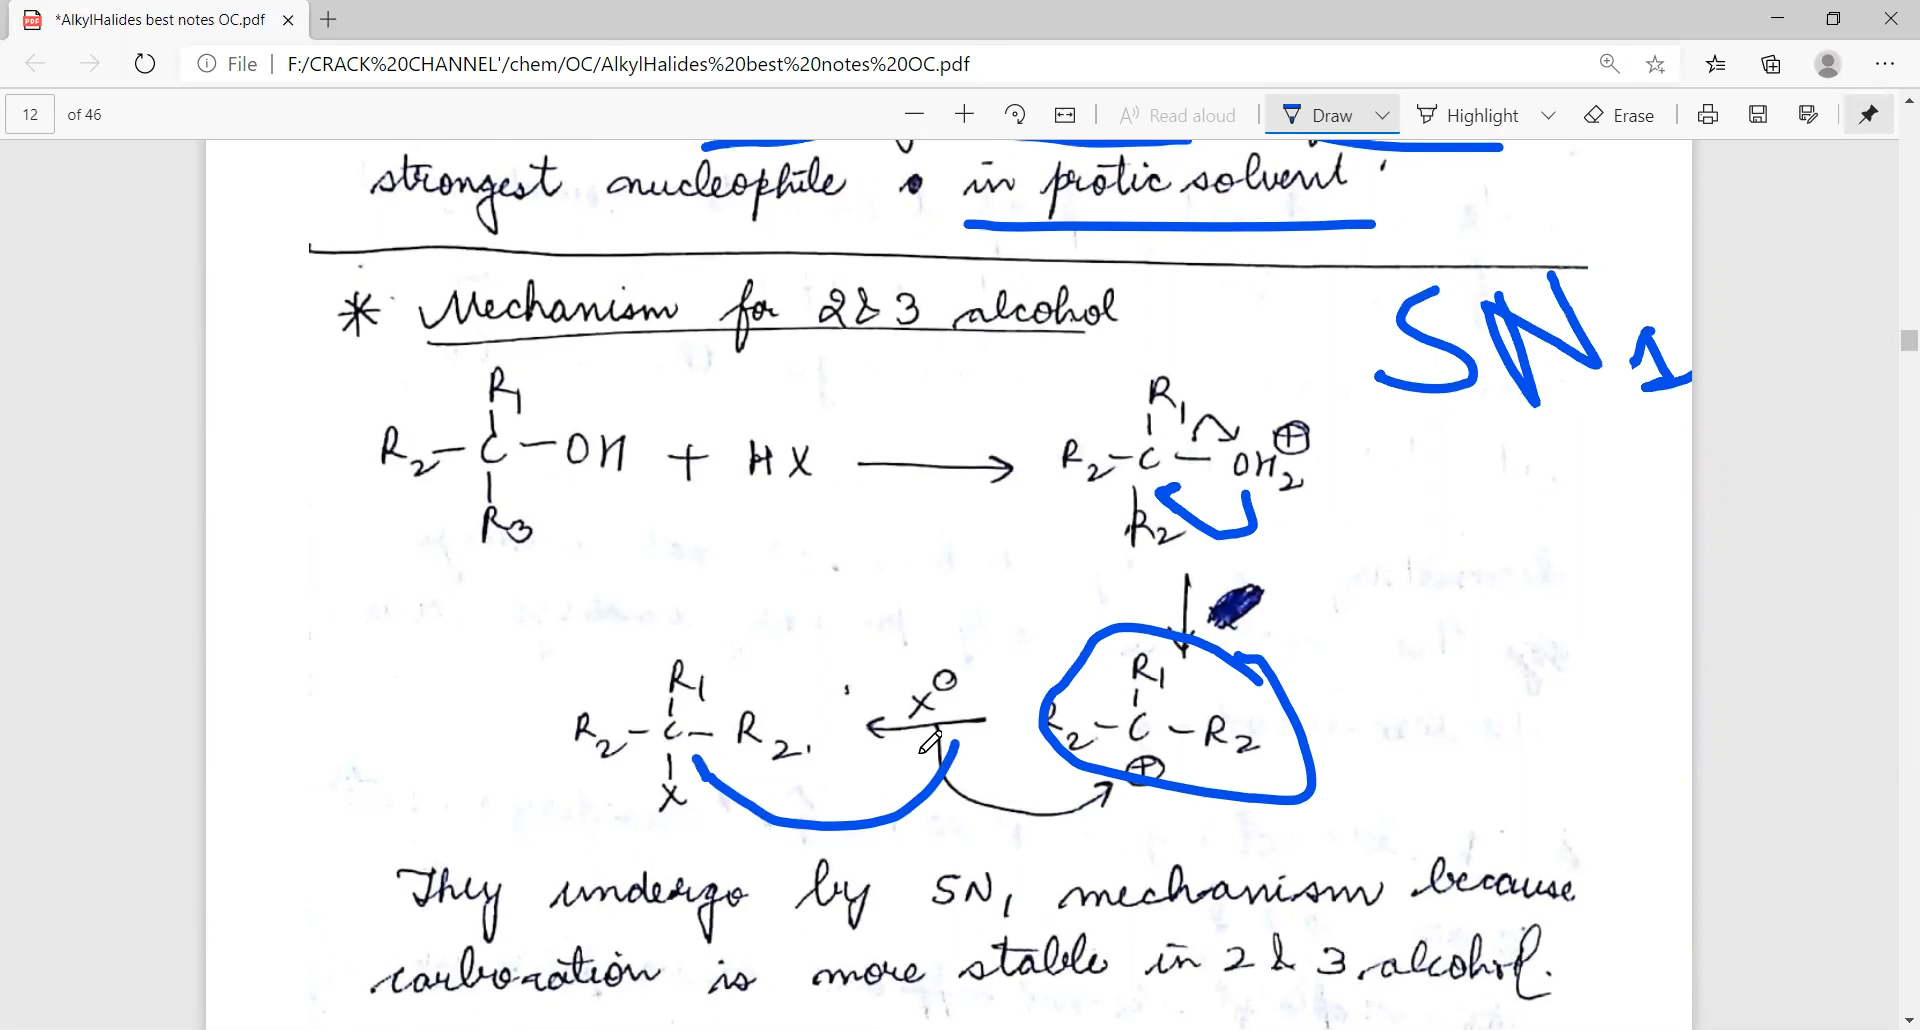 *AlkylHalides best notes OC.pdf
File | F:/CRACK%20CHANNEL'/chem/OC/AlkylHalides%20best%20notes%20OC.pdf
12 of 46 Read aloud Draw Highlight Erase
strongest nucleophile in protic solvent
* Mechanism for 2 & 3 alcohol
SN1
R1
R2 - C - OH + HX → R2 - C - OH2 ⊕
R3
R1
R2
R1
R2 - C - R2.
X
X⊖
R1
R2 - C - R2
⊕
They undergo by SN1 mechanism because
carbocation is more stable in 2 & 3 alcohol.